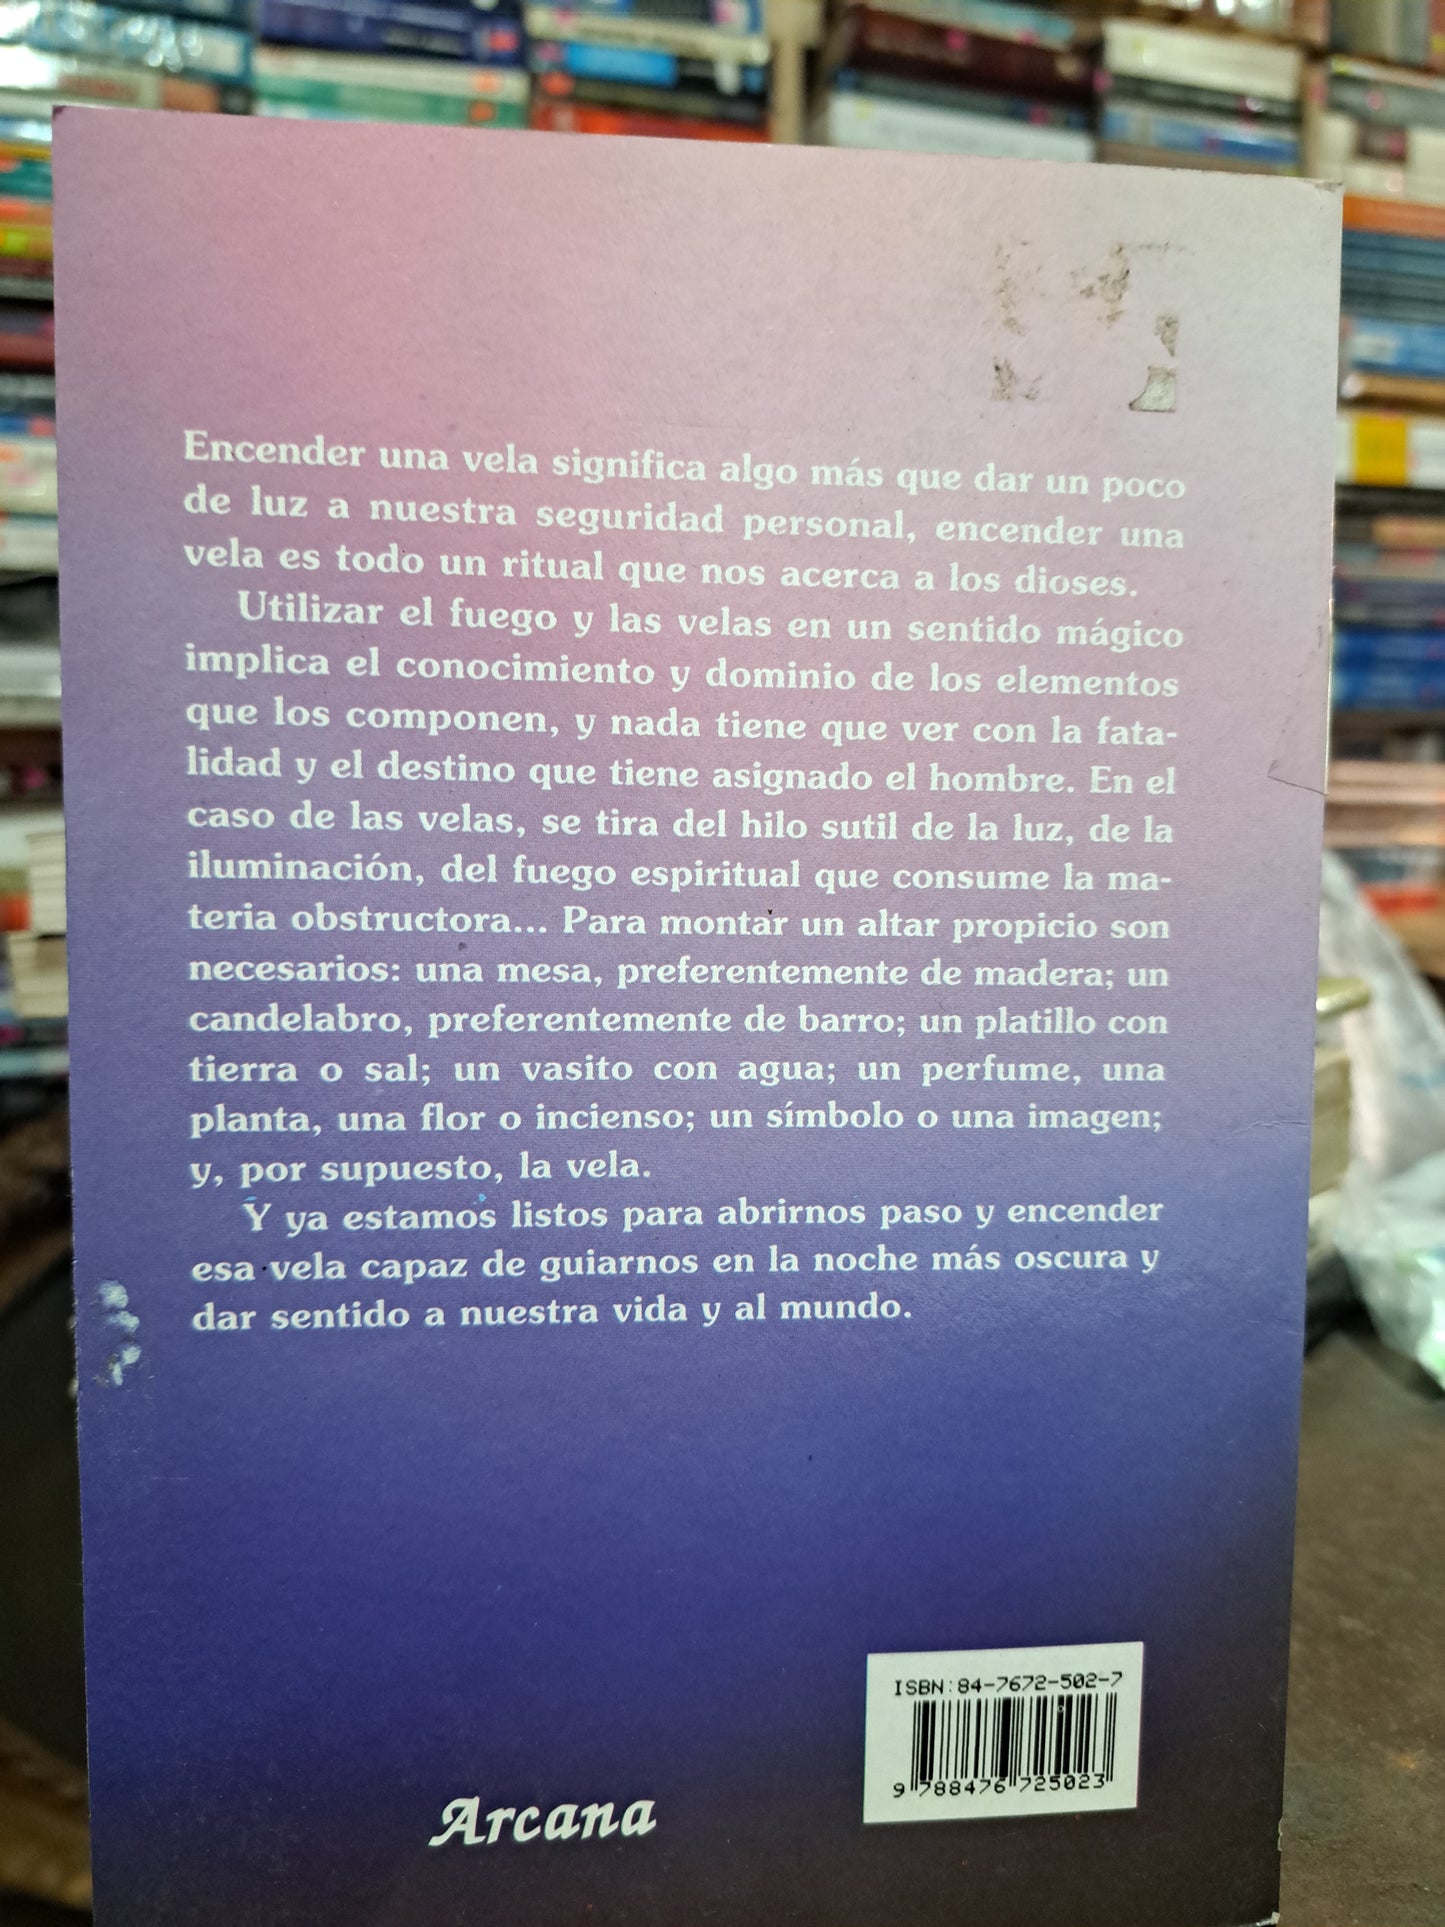 Encender una vela significa algo más que dar un poco
de luz a nuestra seguridad personal, encender una
vela es todo un ritual que nos acerca a los dioses.
Utilizar el fuego y las velas en un sentido mágico
implica el conocimiento y dominio de los elementos
que los componen, y nada tiene que ver con la fata-
lidad y el destino que tiene asignado el hombre. En el
caso de las velas, se tira del hilo sutil de la luz, de la
iluminación, del fuego espiritual que consume la ma-
teria obstructora... Para montar un altar propicio son
necesarios: una mesa, preferentemente de madera; un
candelabro, preferentemente de barro; un platillo con
tierra o sal; un vasito con agua; un perfume, una
planta, una flor o incienso; un símbolo o una imagen;
y, por supuesto, la vela.
Y ya estamos listos para abrirnos paso y encender
esa vela capaz de guiarnos en la noche más oscura y
dar sentido a nuestra vida y al mundo.
ISBN:84-7672-502-7
9 788476 725023
Arcana